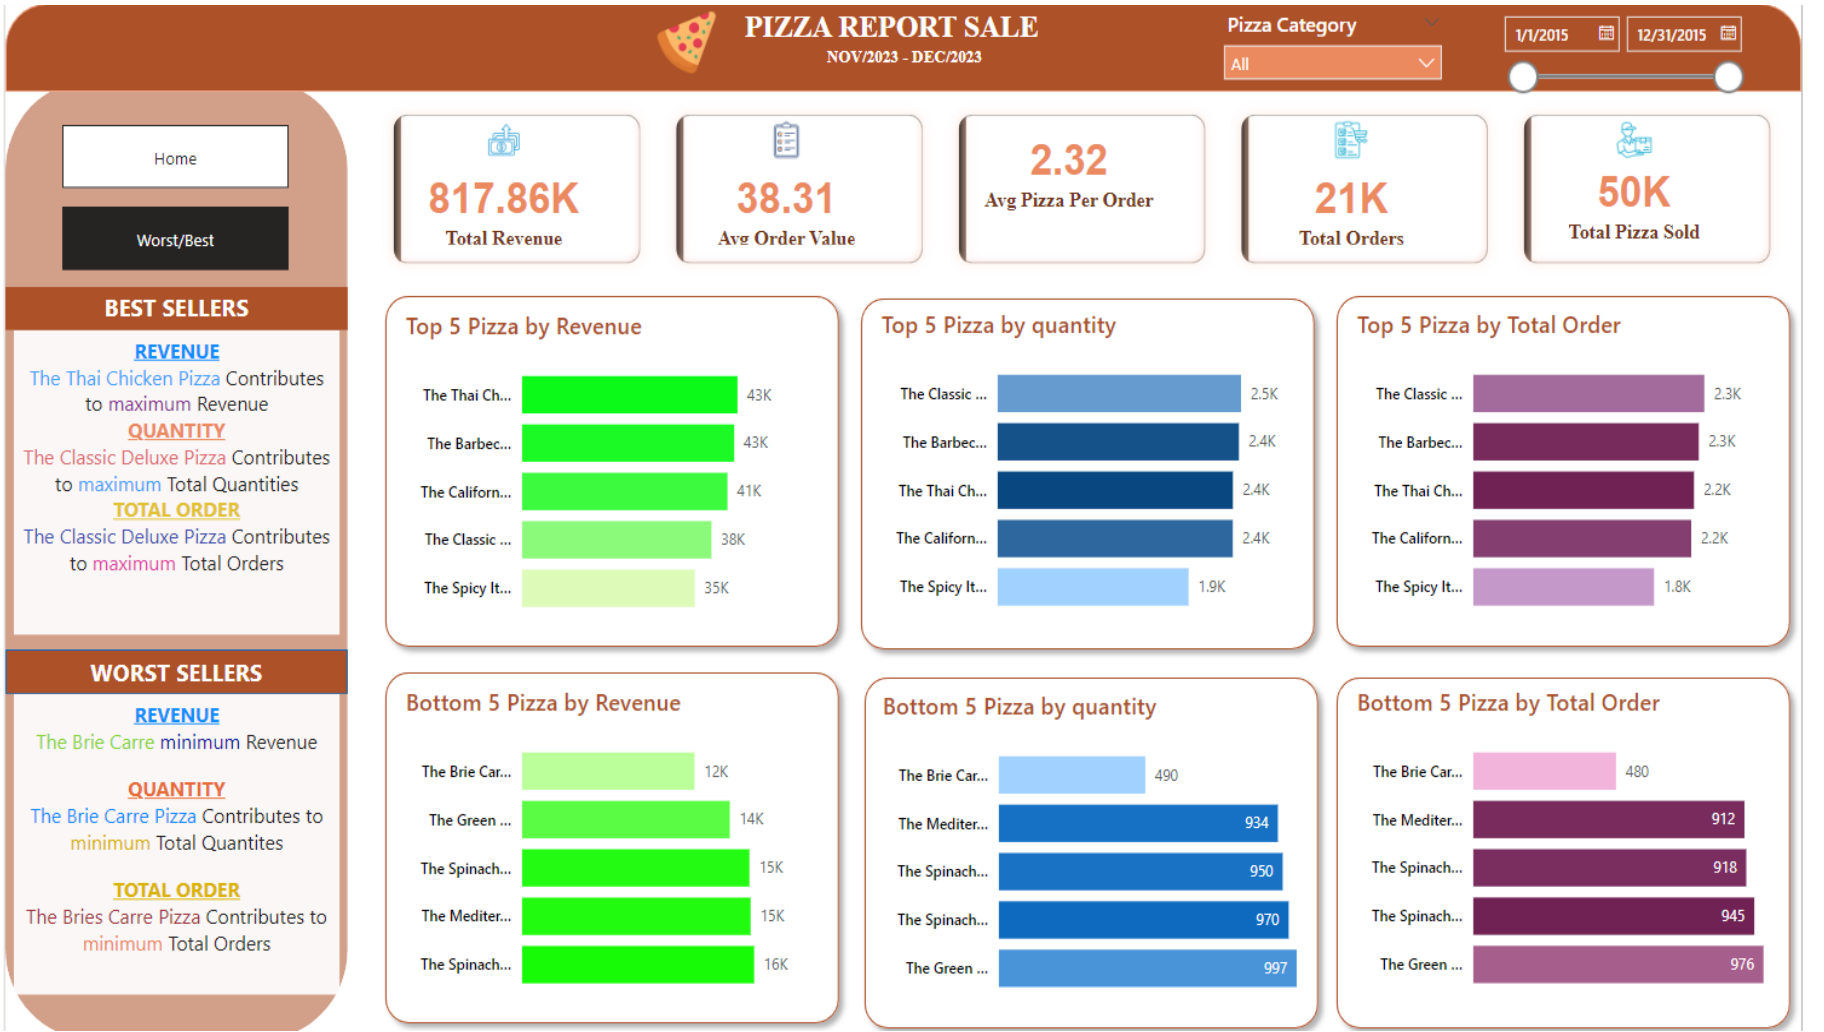 PIZZA REPORT SALE
NOV/2023 - DEC/2023
Pizza Category
All
1/1/2015
12/31/2015
Home
Worst/Best
BEST SELLERS
REVENUE
The Thai Chicken Pizza Contributes
to maximum Revenue
QUANTITY
The Classic Deluxe Pizza Contributes
to maximum Total Quantities
TOTAL ORDER
The Classic Deluxe Pizza Contributes
to maximum Total Orders
WORST SELLERS
REVENUE
The Brie Carre minimum Revenue
QUANTITY
The Brie Carre Pizza Contributes to
minimum Total Quantites
TOTAL ORDER
The Bries Carre Pizza Contributes to
minimum Total Orders
817.86K
Total Revenue
38.31
Avg Order Value
2.32
Avg Pizza Per Order
21K
Total Orders
50K
Total Pizza Sold
Top 5 Pizza by Revenue
The Thai Ch... 43K
The Barbec... 43K
The Californ... 41K
The Classic ... 38K
The Spicy It... 35K
Top 5 Pizza by quantity
The Classic ... 2.5K
The Barbec... 2.4K
The Thai Ch... 2.4K
The Californ... 2.4K
The Spicy It... 1.9K
Top 5 Pizza by Total Order
The Classic ... 2.3K
The Barbec... 2.3K
The Thai Ch... 2.2K
The Californ... 2.2K
The Spicy It... 1.8K
Bottom 5 Pizza by Revenue
The Brie Car... 12K
The Green ... 14K
The Spinach... 15K
The Mediter... 15K
The Spinach... 16K
Bottom 5 Pizza by quantity
The Brie Car... 490
The Mediter... 934
The Spinach... 950
The Spinach... 970
The Green ... 997
Bottom 5 Pizza by Total Order
The Brie Car... 480
The Mediter... 912
The Spinach... 918
The Spinach... 945
The Green ... 976